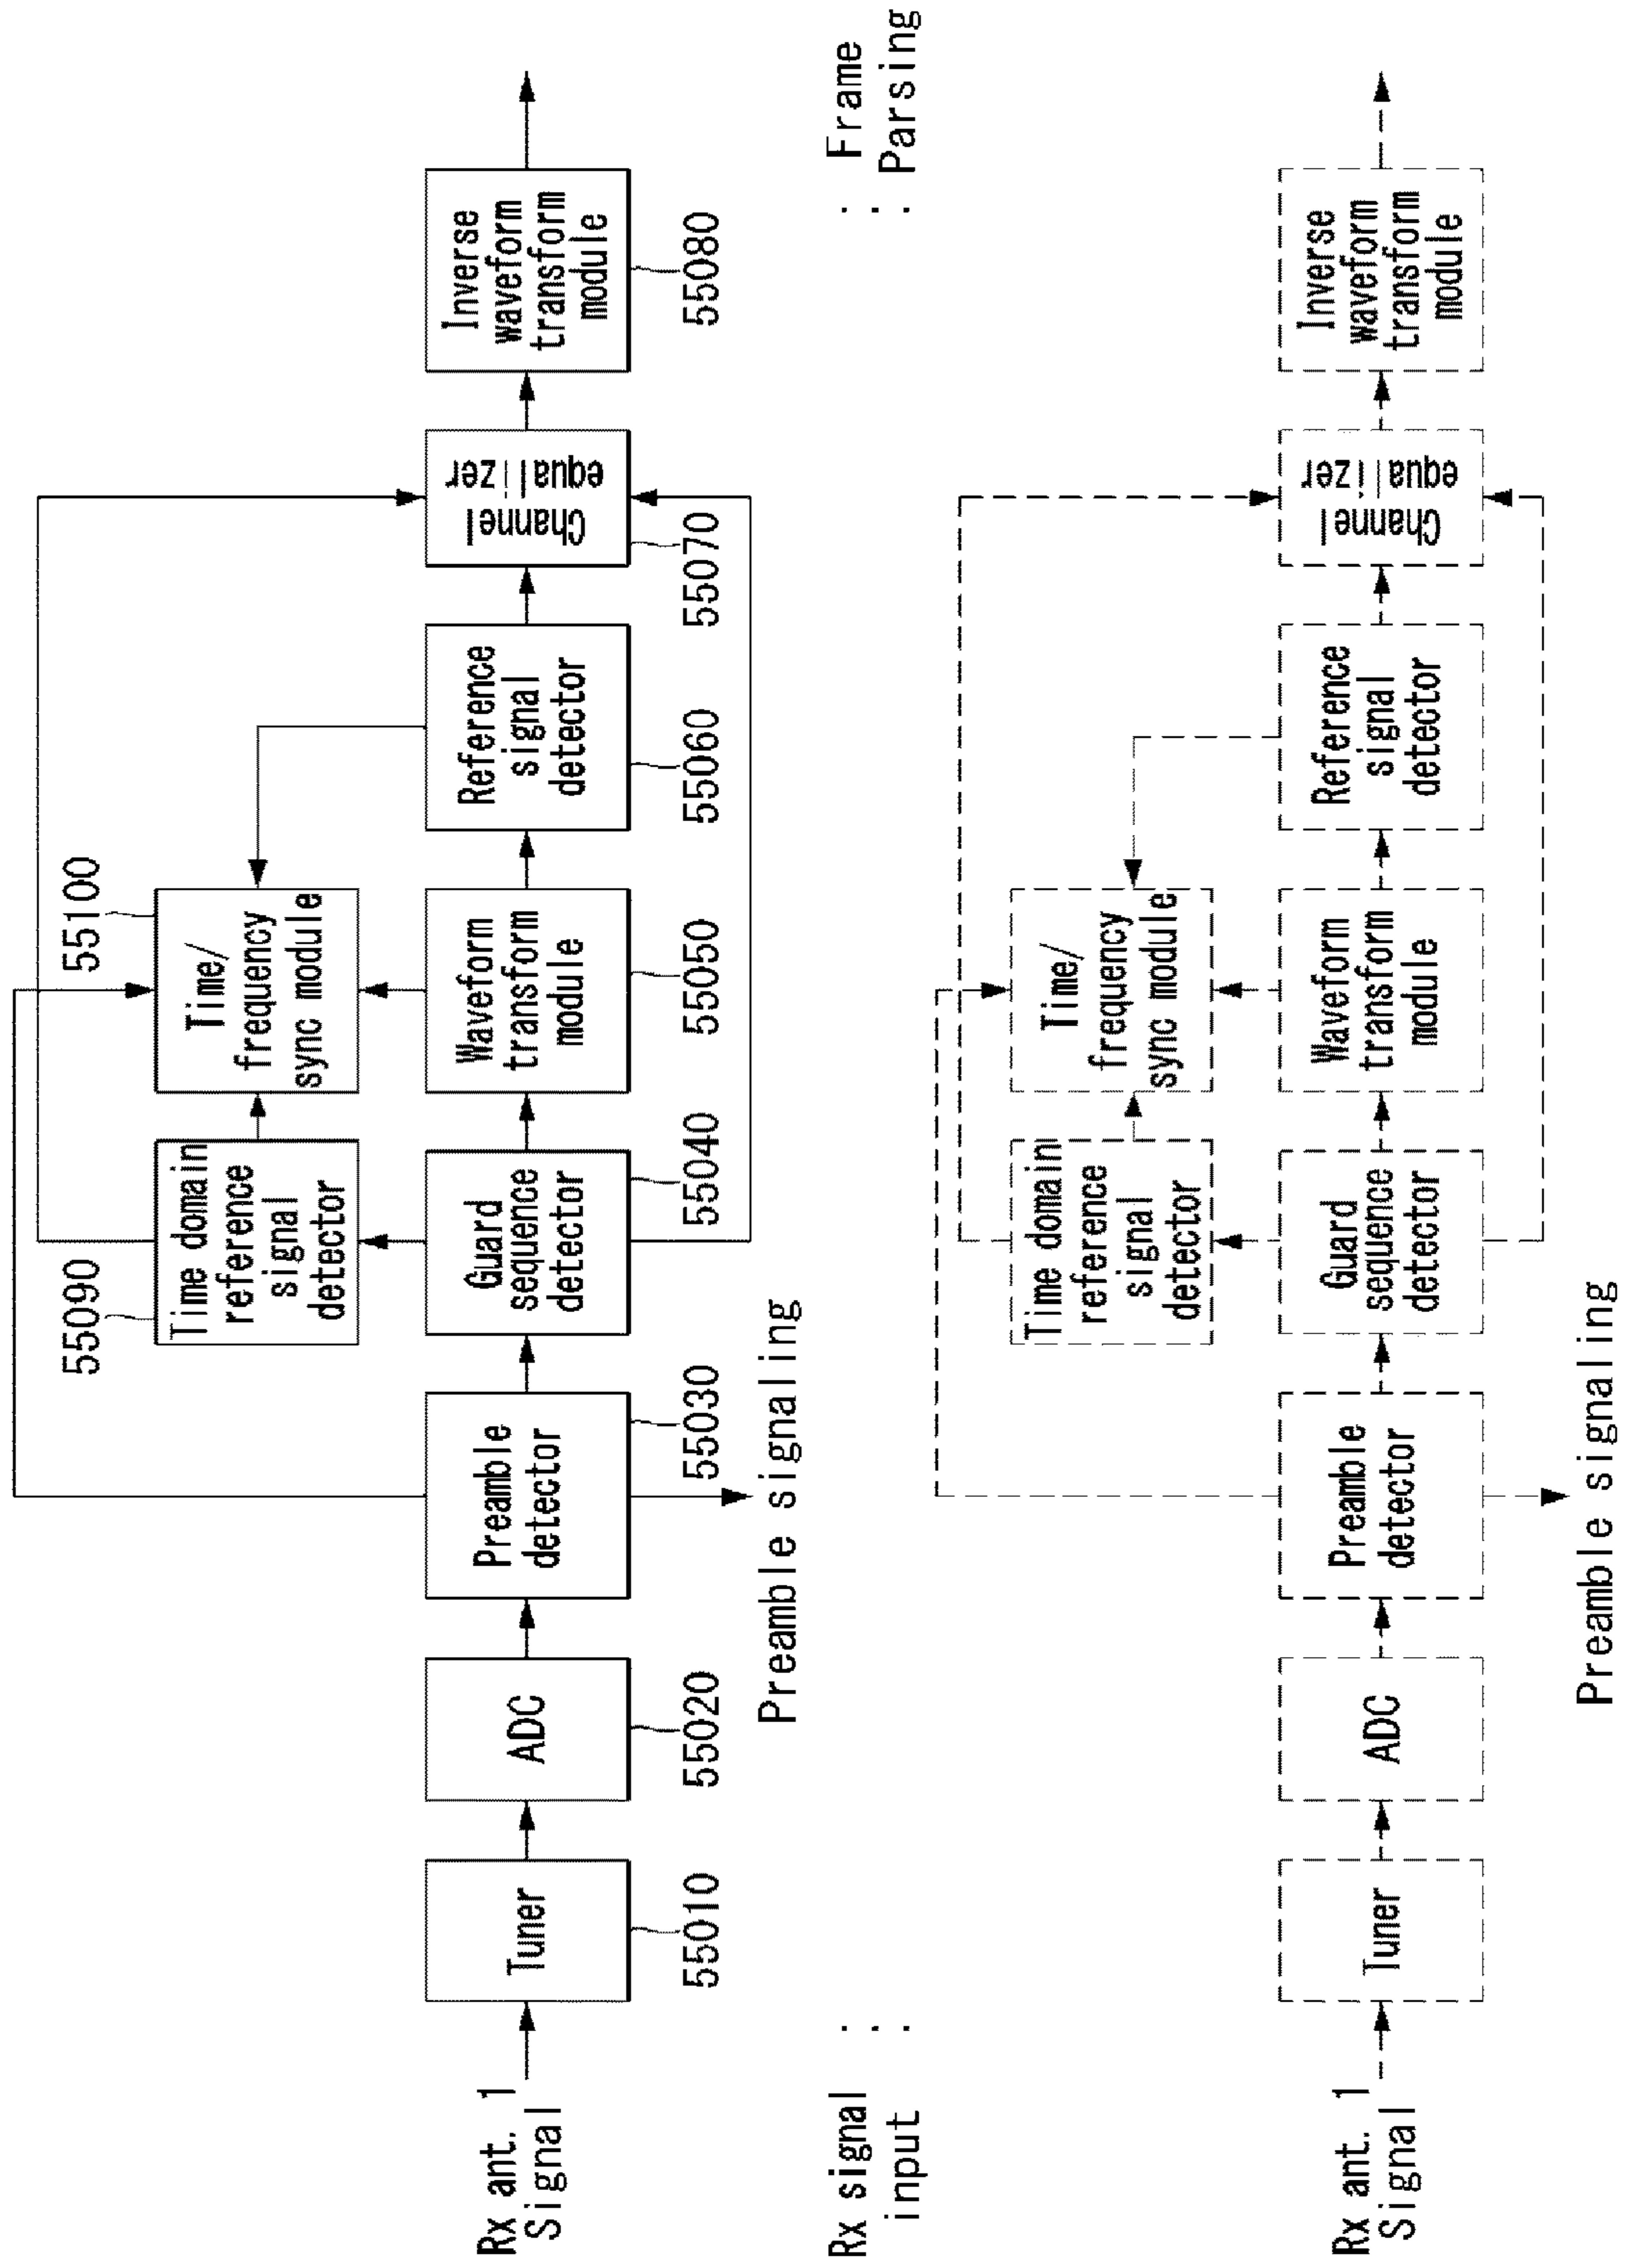 Rx ant. 1
Signal
Tuner
55010
ADC
55020
Preamble
detector
55030
Preamble signaling
Guard
sequence
detector
55040
Time domain
reference
signal
detector
55090
Waveform
transform
module
55050
Time/
frequency
sync module
55100
Reference
signal
detector
55060
Channel
equalizer
55070
Inverse
waveform
transform
module
55080
Rx signal
input
...
...
Frame
Parsing
Rx ant. 1
Signal 1
Tuner
ADC
Preamble
detector
Preamble signaling
Guard
sequence
detector
Time domain
reference
signal
detector
Waveform
transform
module
Time/
frequency
sync module
Reference
signal
detector
Channel
equalizer
Inverse
waveform
transform
module